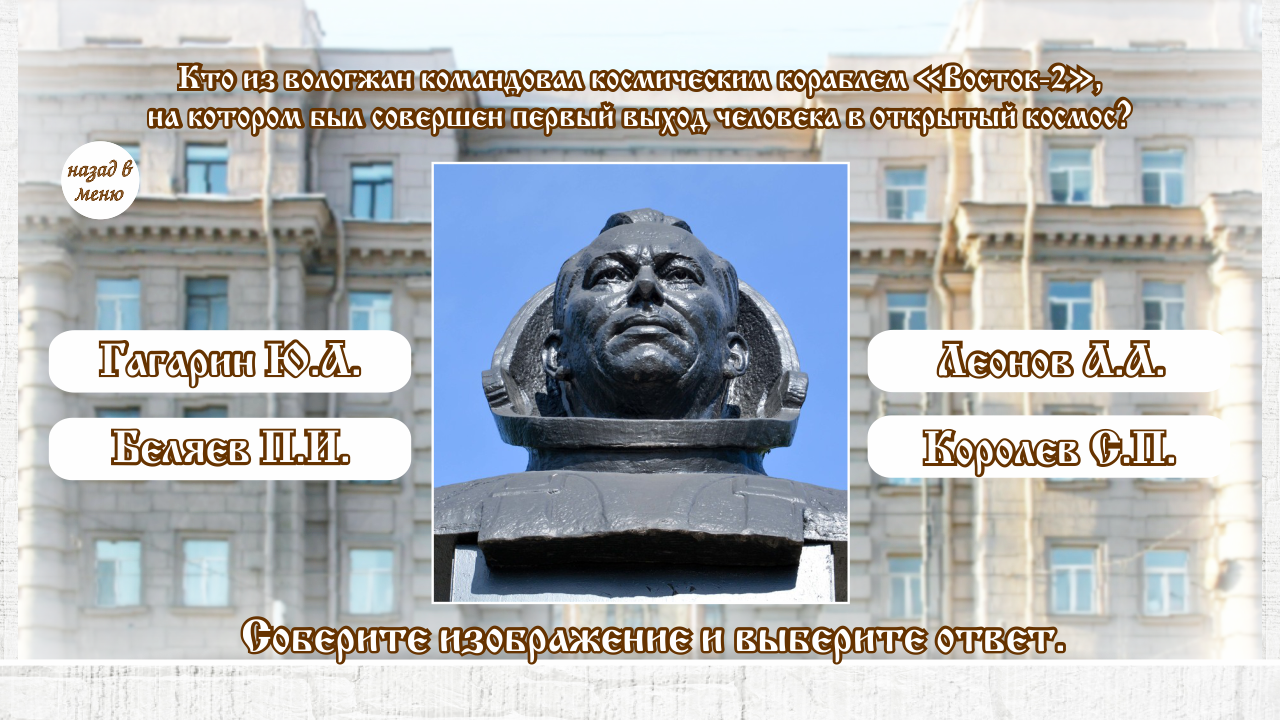 Кто из вологжан командовал космическим кораблем «Восток-2»,
на котором был совершен первый выход человека в открытый космос?
назад в
меню
Гагарин Ю.А.
Леонов А.А.
Беляев П.И.
Королев С.П.
Соберите изображение и выберите ответ.